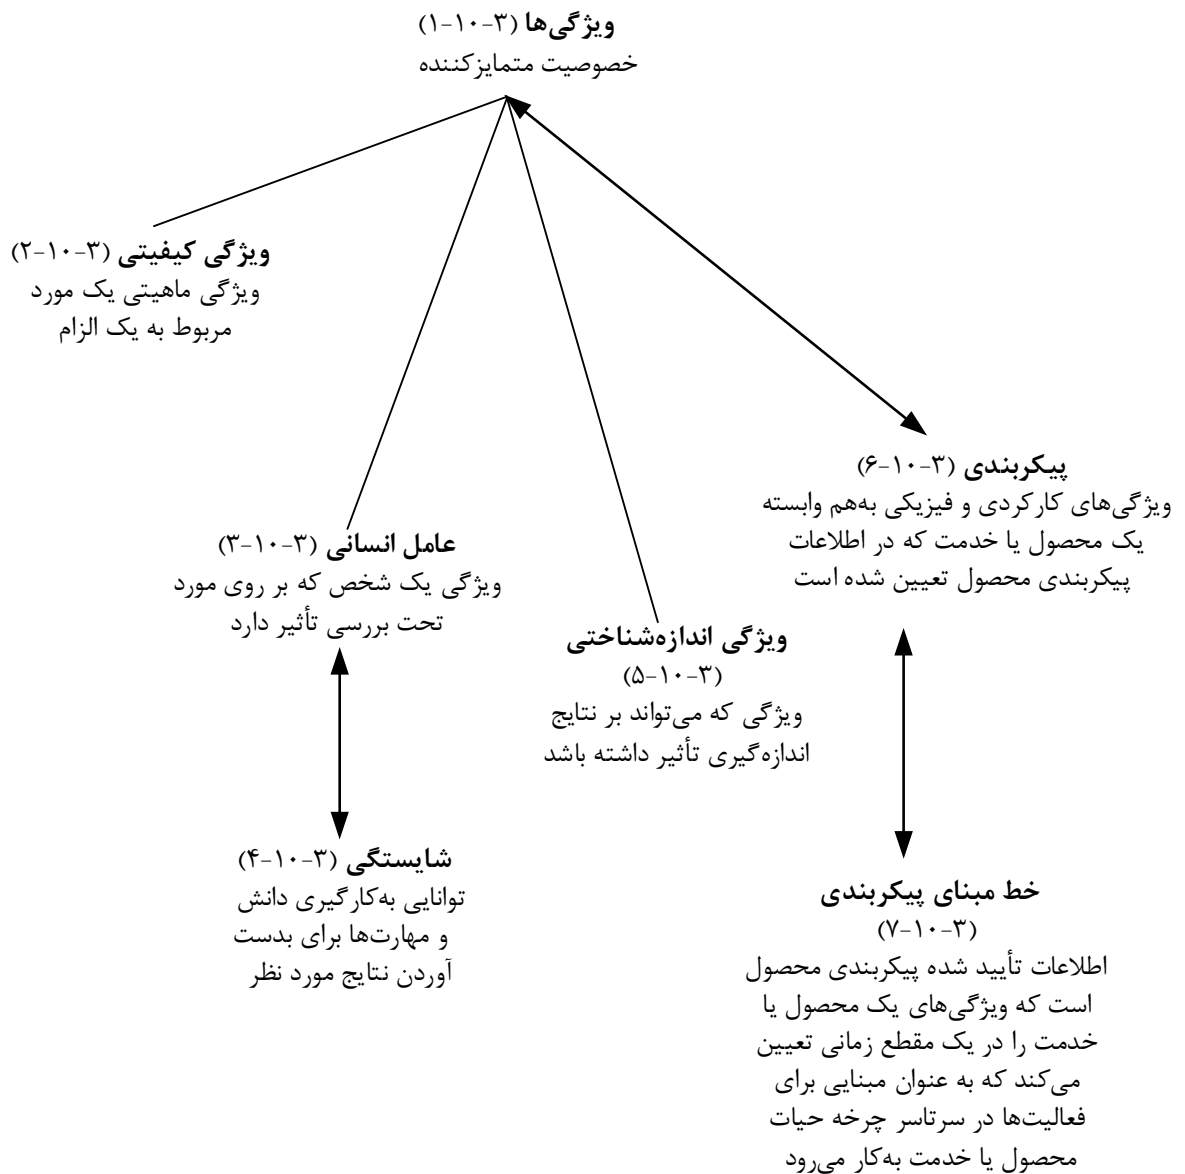 ویژگی‌ها (۳-۱۰-۱)
خصوصیت متمایزکننده
ویژگی کیفیتی (۳-۱۰-۲)
ویژگی ماهیتی یک مورد
مربوط به یک الزام
عامل انسانی (۳-۱۰-۳)
ویژگی یک شخص که بر روی مورد
تحت بررسی تأثیر دارد
شایستگی (۳-۱۰-۴)
توانایی به‌کارگیری دانش
و مهارت‌ها برای بدست
آوردن نتایج مورد نظر
ویژگی اندازه‌شناختی
(۳-۱۰-۵)
ویژگی که می‌تواند بر نتایج
اندازه‌گیری تأثیر داشته باشد
پیکربندی (۳-۱۰-۶)
ویژگی‌های کارکردی و فیزیکی به‌هم وابسته
یک محصول یا خدمت که در اطلاعات
پیکربندی محصول تعیین شده است
خط مبنای پیکربندی
(۳-۱۰-۷)
اطلاعات تأیید شده پیکربندی محصول
است که ویژگی‌های یک محصول یا
خدمت را در یک مقطع زمانی تعیین
می‌کند که به عنوان مبنایی برای
فعالیت‌ها در سرتاسر چرخه حیات
محصول یا خدمت به‌کار می‌رود